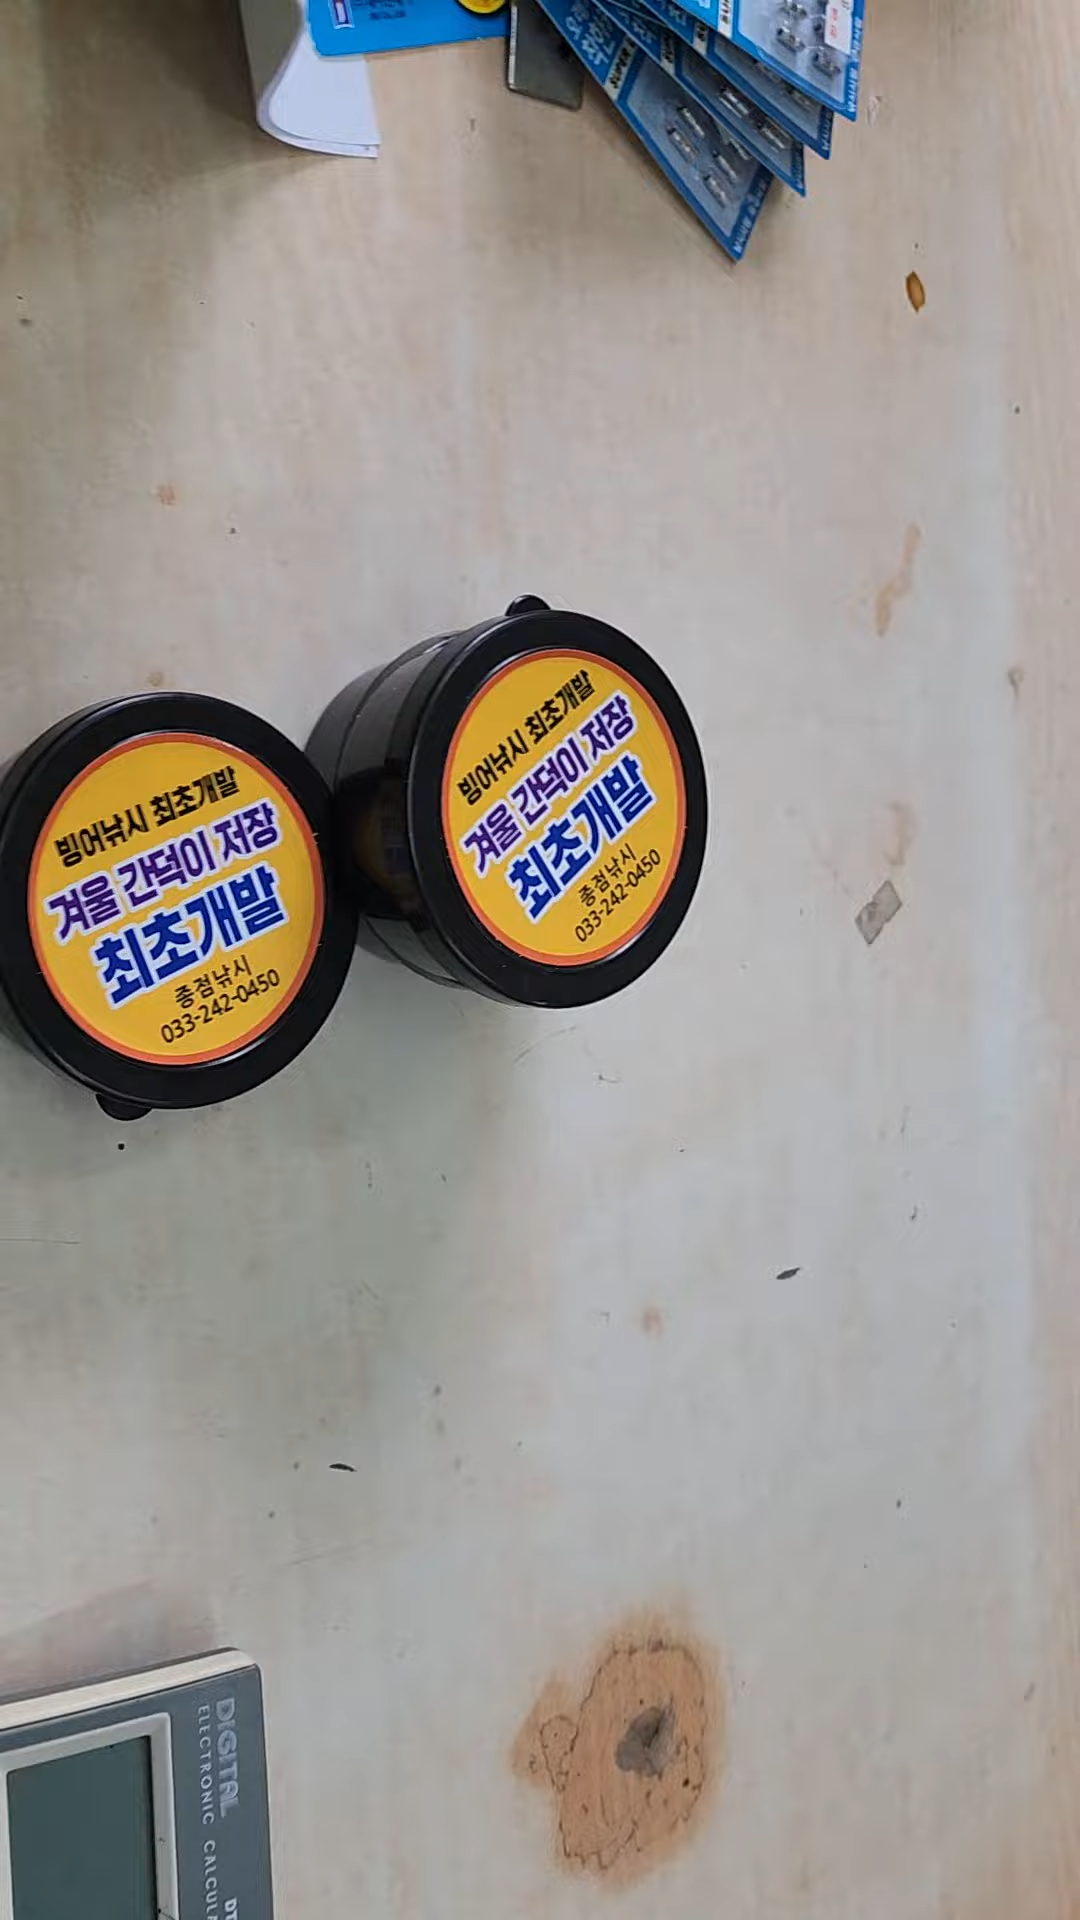 빙어낚시 최초개발
겨울 간덕이 저장
최초개발
종점낚시
033-242-0450
빙어낚시 최초개발
겨울 간덕이 저장
최초개발
종점낚시
033-242-0450
SUPER
DIGITAL
ELECTRONIC